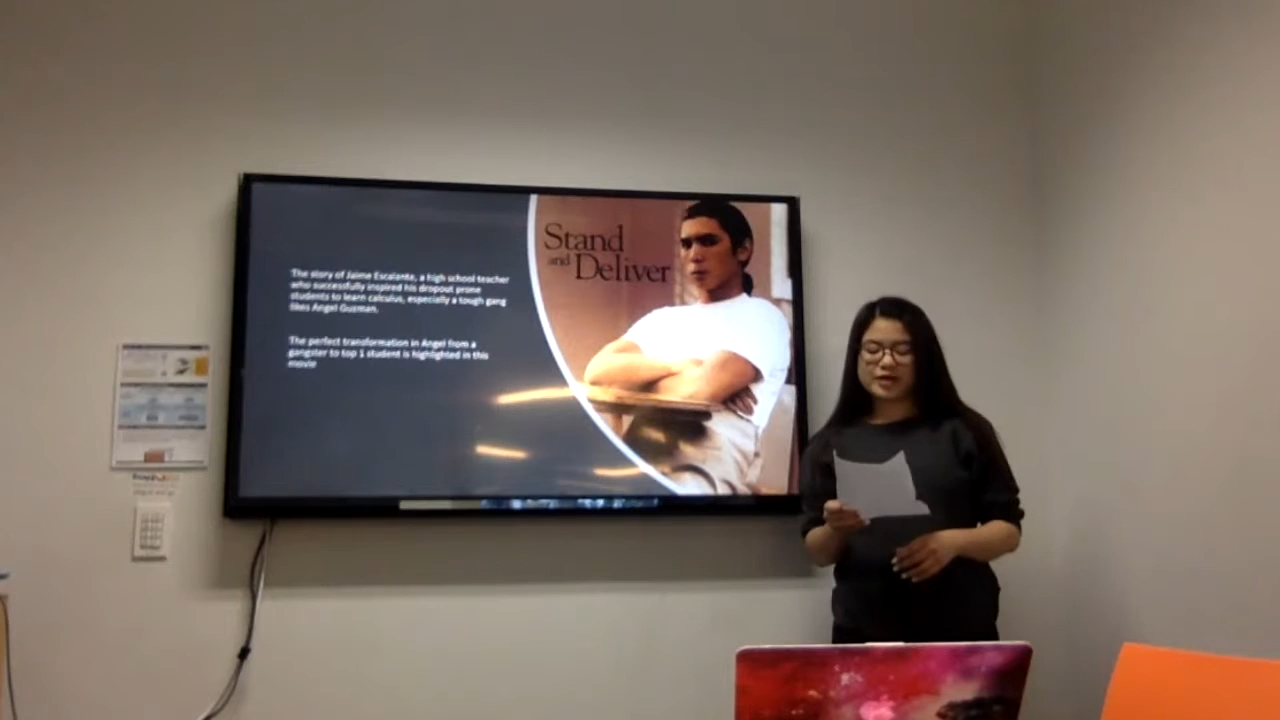 The story of Jaime Escalante, a high school teacher
who successfully inspired his dropout prone
students to learn calculus, especially a tough gang
likes Angel Guzman.
The perfect transformation in Angel from a
gangster to top 1 student is highlighted in this
movie
Stand
and Deliver